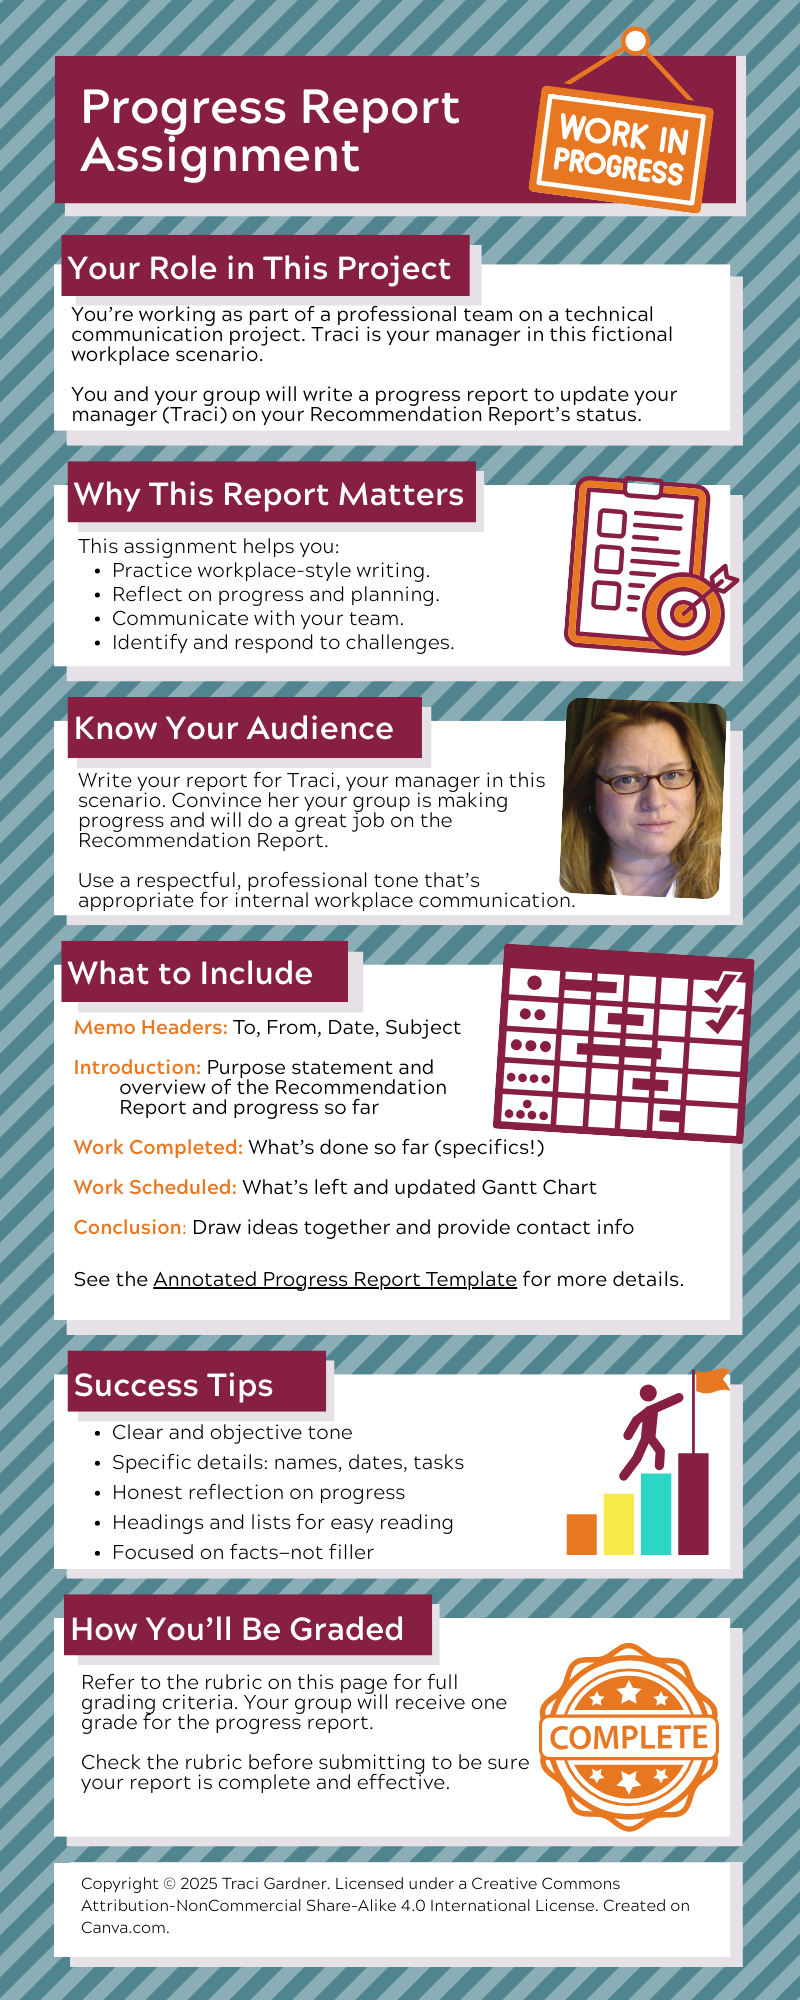 Progress Report
Assignment
WORK IN
PROGRESS
Your Role in This Project
You’re working as part of a professional team on a technical
communication project. Traci is your manager in this fictional
workplace scenario.
You and your group will write a progress report to update your
manager (Traci) on your Recommendation Report’s status.
Why This Report Matters
This assignment helps you:
• Practice workplace-style writing.
• Reflect on progress and planning.
• Communicate with your team.
• Identify and respond to challenges.
Know Your Audience
Write your report for Traci, your manager in this
scenario. Convince her your group is making
progress and will do a great job on the
Recommendation Report.
Use a respectful, professional tone that’s
appropriate for internal workplace communication.
What to Include
Memo Headers: To, From, Date, Subject
Introduction: Purpose statement and
overview of the Recommendation
Report and progress so far
Work Completed: What’s done so far (specifics!)
Work Scheduled: What’s left and updated Gantt Chart
Conclusion: Draw ideas together and provide contact info
See the Annotated Progress Report Template for more details.
Success Tips
• Clear and objective tone
• Specific details: names, dates, tasks
• Honest reflection on progress
• Headings and lists for easy reading
• Focused on facts—not filler
How You’ll Be Graded
Refer to the rubric on this page for full
grading criteria. Your group will receive one
grade for the progress report.
Check the rubric before submitting to be sure
your report is complete and effective.
COMPLETE
Copyright © 2025 Traci Gardner. Licensed under a Creative Commons
Attribution-NonCommercial Share-Alike 4.0 International License. Created on
Canva.com.